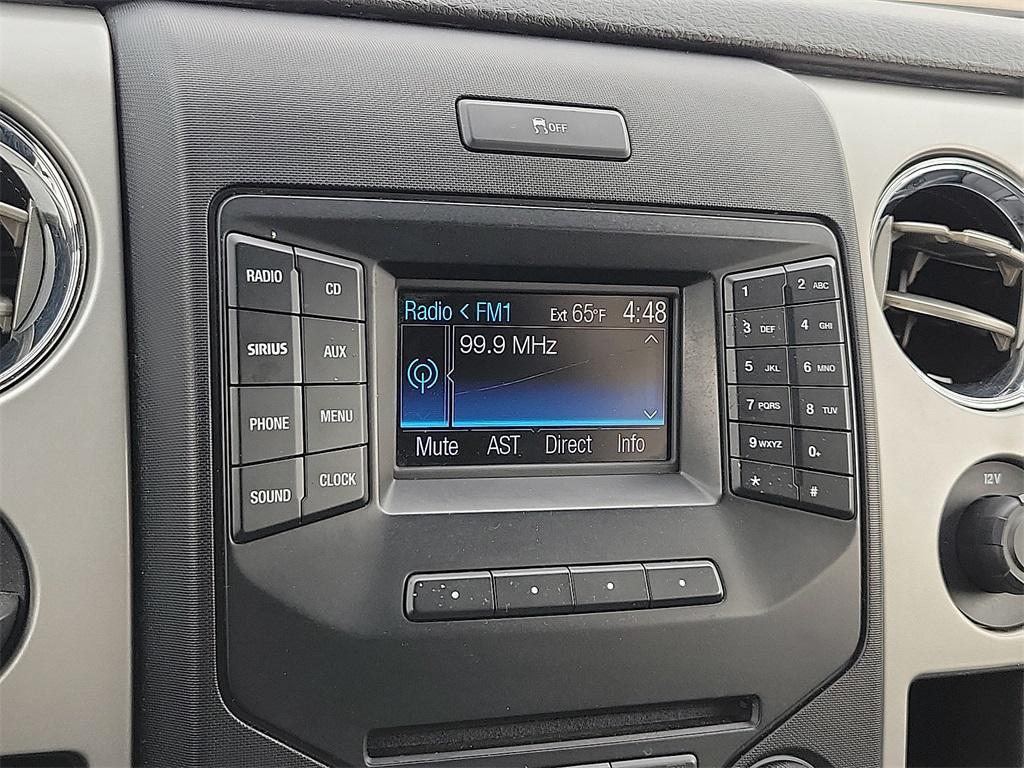 OFF
RADIO CD
SIRIUS AUX
PHONE MENU
SOUND CLOCK
Radio < FM1 Ext 65°F 4:48
99.9 MHz
Mute AST Direct Info
1 2 ABC
3 DEF 4 GHI
5 JKL 6 MNO
7 PQRS 8 TUV
9 WXYZ 0+
* #
12V